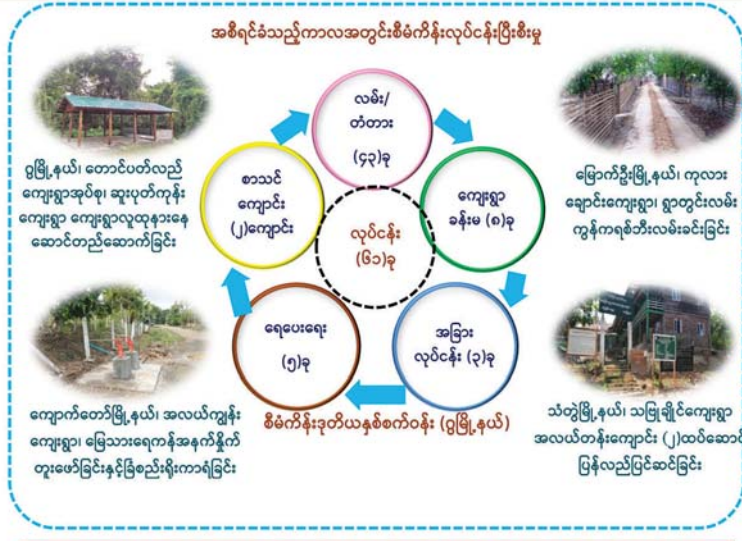 အစီရင်ခံသည့်ကာလအတွင်းစီမံကိန်းလုပ်ငန်းပြီးစီးမှု
လမ်း/
တံတား
(၄၃)ခု
ကျေးရွာ
ခန်းမ (၈)ခု
အခြား
လုပ်ငန်း (၃)ခု
ရေပေးရေး
(၅)ခု
စာသင်
ကျောင်း
(၂)ကျောင်း
လုပ်ငန်း
(၆၁)ခု
ဂွမြို့နယ်၊ တောင်ပတ်လည်
ကျေးရွာအုပ်စု၊ ဆူးပုတ်ကုန်း
ကျေးရွာ ကျေးရွာလူထုနားနေ
ဆောင်တည်ဆောက်ခြင်း
မြောက်ဦးမြို့နယ်၊ ကုလား
ချောင်းကျေးရွာ၊ ရွာတွင်းလမ်း
ကွန်ကရစ်ဘီးလမ်းခင်းခြင်း
ကျောက်တော်မြို့နယ်၊ အလယ်ကျွန်း
ကျေးရွာ၊ မြေသားရေကန်အနက်နှိုက်
တူးဖော်ခြင်းနှင့်ခြံစည်းရိုးကာရံခြင်း
သံတွဲမြို့နယ်၊ သဖြုချိုင်ကျေးရွာ
အလယ်တန်းကျောင်း (၂)ထပ်ဆောင်
ပြန်လည်ပြင်ဆင်ခြင်း
စီမံကိန်းဒုတိယနှစ်စက်ဝန်း (ဂွမြို့နယ်)